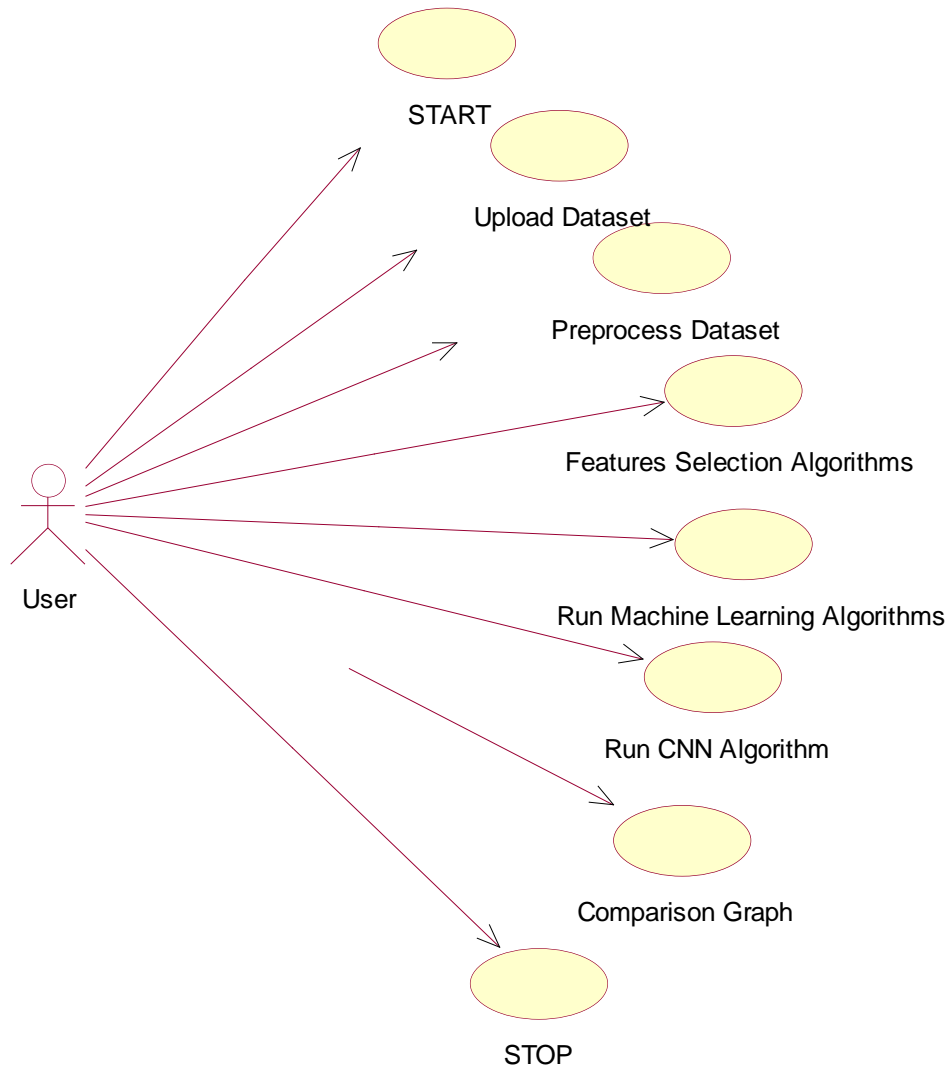 START
Upload Dataset
Preprocess Dataset
Features Selection Algorithms
User
Run Machine Learning Algorithms
Run CNN Algorithm
Comparison Graph
STOP